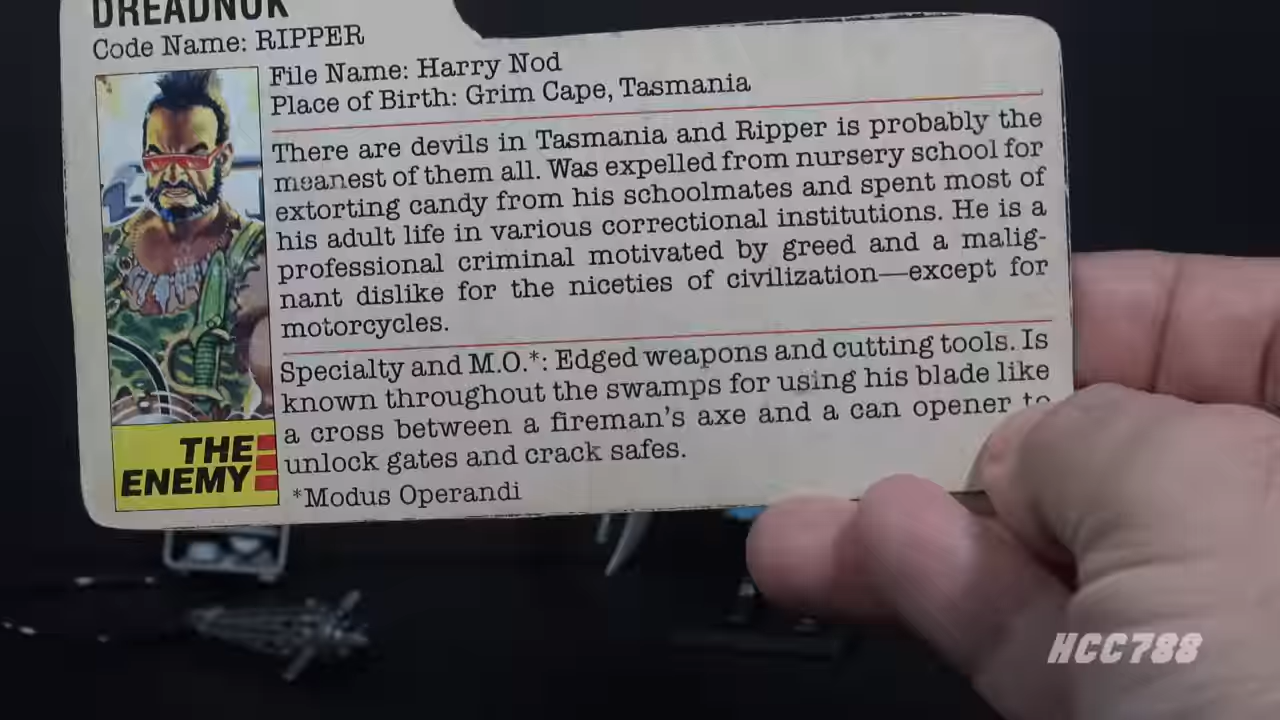 DREADNOK
Code Name: RIPPER
File Name: Harry Nod
Place of Birth: Grim Cape, Tasmania
There are devils in Tasmania and Ripper is probably the
meanest of them all. Was expelled from nursery school for
extorting candy from his schoolmates and spent most of
his adult life in various correctional institutions. He is a
professional criminal motivated by greed and a malig-
nant dislike for the niceties of civilization—except for
motorcycles.
Specialty and M.O.*: Edged weapons and cutting tools. Is
known throughout the swamps for using his blade like
a cross between a fireman's axe and a can opener to
unlock gates and crack safes.
*Modus Operandi
THE
ENEMY
HCC788